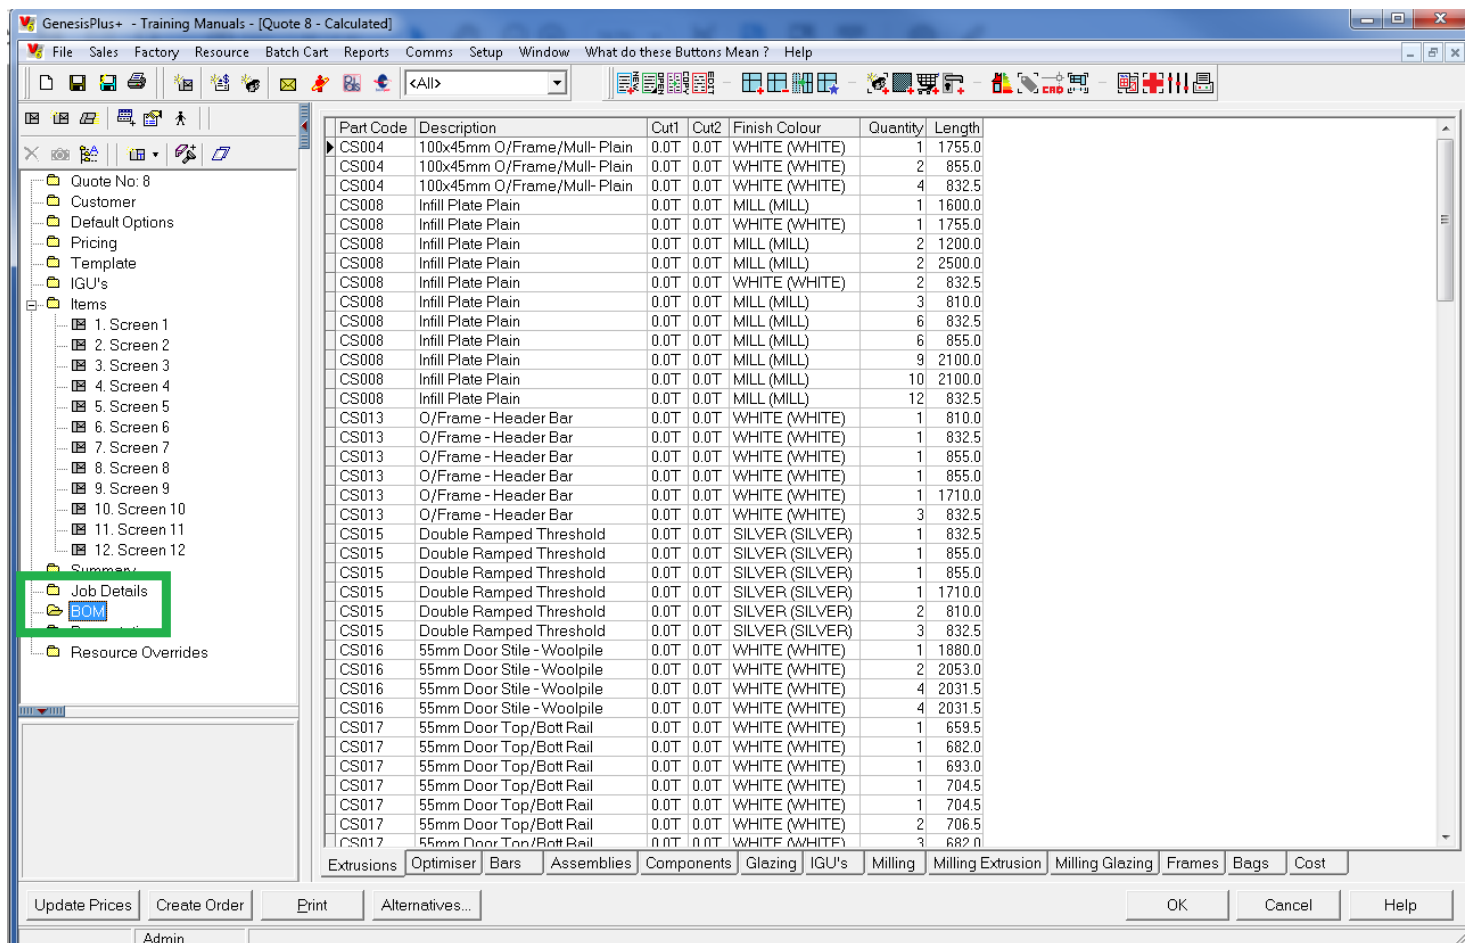 GenesisPlus+ - Training Manuals - [Quote 8 - Calculated]
File Sales Factory Resource Batch Cart Reports Comms Setup Window What do these Buttons Mean ? Help
<All>
Quote No: 8
Customer
Default Options
Pricing
Template
IGU's
Items
1. Screen 1
2. Screen 2
3. Screen 3
4. Screen 4
5. Screen 5
6. Screen 6
7. Screen 7
8. Screen 8
9. Screen 9
10. Screen 10
11. Screen 11
12. Screen 12
Summary
Job Details
BOM
Resource Overrides
Part Code Description Cut1 Cut2 Finish Colour Quantity Length
CS004 100x45mm O/Frame/Mull- Plain 0.0T 0.0T WHITE (WHITE) 1 1755.0
CS004 100x45mm O/Frame/Mull- Plain 0.0T 0.0T WHITE (WHITE) 2 855.0
CS004 100x45mm O/Frame/Mull- Plain 0.0T 0.0T WHITE (WHITE) 4 832.5
CS008 Infill Plate Plain 0.0T 0.0T MILL (MILL) 1 1600.0
CS008 Infill Plate Plain 0.0T 0.0T WHITE (WHITE) 1 1755.0
CS008 Infill Plate Plain 0.0T 0.0T MILL (MILL) 2 1200.0
CS008 Infill Plate Plain 0.0T 0.0T MILL (MILL) 2 2500.0
CS008 Infill Plate Plain 0.0T 0.0T WHITE (WHITE) 2 832.5
CS008 Infill Plate Plain 0.0T 0.0T MILL (MILL) 3 810.0
CS008 Infill Plate Plain 0.0T 0.0T MILL (MILL) 6 832.5
CS008 Infill Plate Plain 0.0T 0.0T MILL (MILL) 6 855.0
CS008 Infill Plate Plain 0.0T 0.0T MILL (MILL) 9 2100.0
CS008 Infill Plate Plain 0.0T 0.0T MILL (MILL) 10 2100.0
CS008 Infill Plate Plain 0.0T 0.0T MILL (MILL) 12 832.5
CS013 O/Frame - Header Bar 0.0T 0.0T WHITE (WHITE) 1 810.0
CS013 O/Frame - Header Bar 0.0T 0.0T WHITE (WHITE) 1 832.5
CS013 O/Frame - Header Bar 0.0T 0.0T WHITE (WHITE) 1 855.0
CS013 O/Frame - Header Bar 0.0T 0.0T WHITE (WHITE) 1 855.0
CS013 O/Frame - Header Bar 0.0T 0.0T WHITE (WHITE) 1 1710.0
CS013 O/Frame - Header Bar 0.0T 0.0T WHITE (WHITE) 3 832.5
CS015 Double Ramped Threshold 0.0T 0.0T SILVER (SILVER) 1 832.5
CS015 Double Ramped Threshold 0.0T 0.0T SILVER (SILVER) 1 855.0
CS015 Double Ramped Threshold 0.0T 0.0T SILVER (SILVER) 1 855.0
CS015 Double Ramped Threshold 0.0T 0.0T SILVER (SILVER) 1 1710.0
CS015 Double Ramped Threshold 0.0T 0.0T SILVER (SILVER) 2 810.0
CS015 Double Ramped Threshold 0.0T 0.0T SILVER (SILVER) 3 832.5
CS016 55mm Door Stile - Woolpile 0.0T 0.0T WHITE (WHITE) 1 1880.0
CS016 55mm Door Stile - Woolpile 0.0T 0.0T WHITE (WHITE) 2 2053.0
CS016 55mm Door Stile - Woolpile 0.0T 0.0T WHITE (WHITE) 4 2031.5
CS016 55mm Door Stile - Woolpile 0.0T 0.0T WHITE (WHITE) 4 2031.5
CS017 55mm Door Top/Bott Rail 0.0T 0.0T WHITE (WHITE) 1 659.5
CS017 55mm Door Top/Bott Rail 0.0T 0.0T WHITE (WHITE) 1 682.0
CS017 55mm Door Top/Bott Rail 0.0T 0.0T WHITE (WHITE) 1 693.0
CS017 55mm Door Top/Bott Rail 0.0T 0.0T WHITE (WHITE) 1 704.5
CS017 55mm Door Top/Bott Rail 0.0T 0.0T WHITE (WHITE) 1 704.5
CS017 55mm Door Top/Bott Rail 0.0T 0.0T WHITE (WHITE) 2 706.5
CS017 55mm Door Top/Bott Rail 0.0T 0.0T WHITE (WHITE) 3 682.0
Extrusions Optimiser Bars Assemblies Components Glazing IGU's Milling Milling Extrusion Milling Glazing Frames Bags Cost
Update Prices Create Order Print Alternatives... OK Cancel Help
Admin